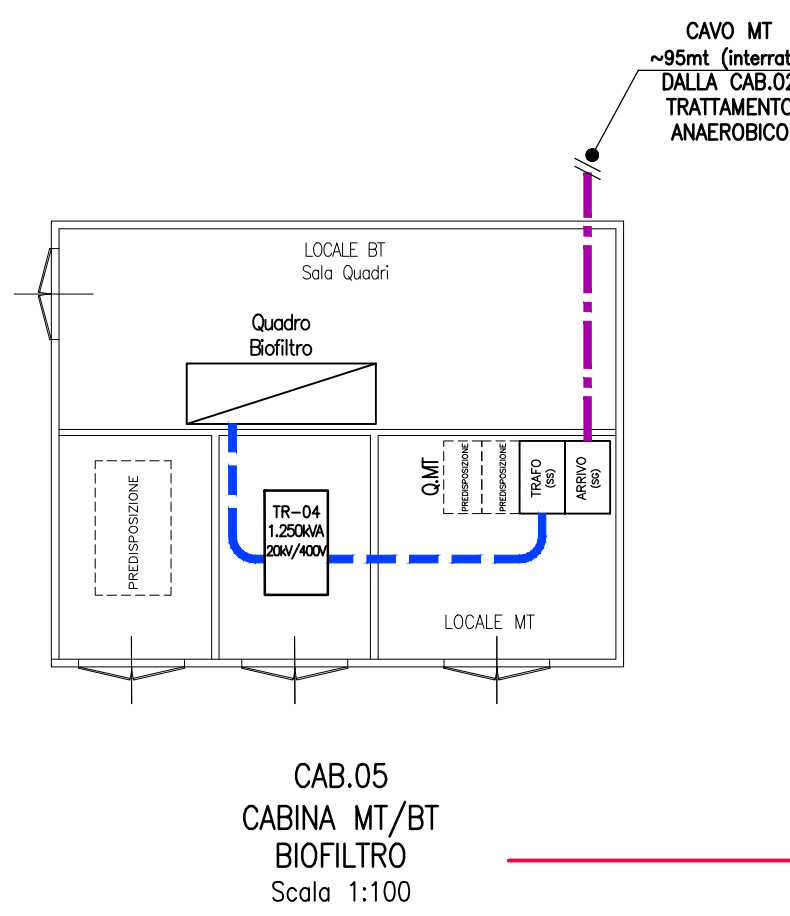 CAVO MT
~95mt (interrat
DALLA CAB.02
TRATTAMENTO
ANAEROBICO
LOCALE BT
Sala Quadri
Quadro
Biofiltro
PREDISPOSIZIONE
TR-04
1.250kVA
20kV/400V
Q.MT
PREDISPOSIZIONE
PREDISPOSIZIONE
TRAFO
(SS)
ARRIVO
(SG)
LOCALE MT
CAB.05
CABINA MT/BT
BIOFILTRO
Scala 1:100